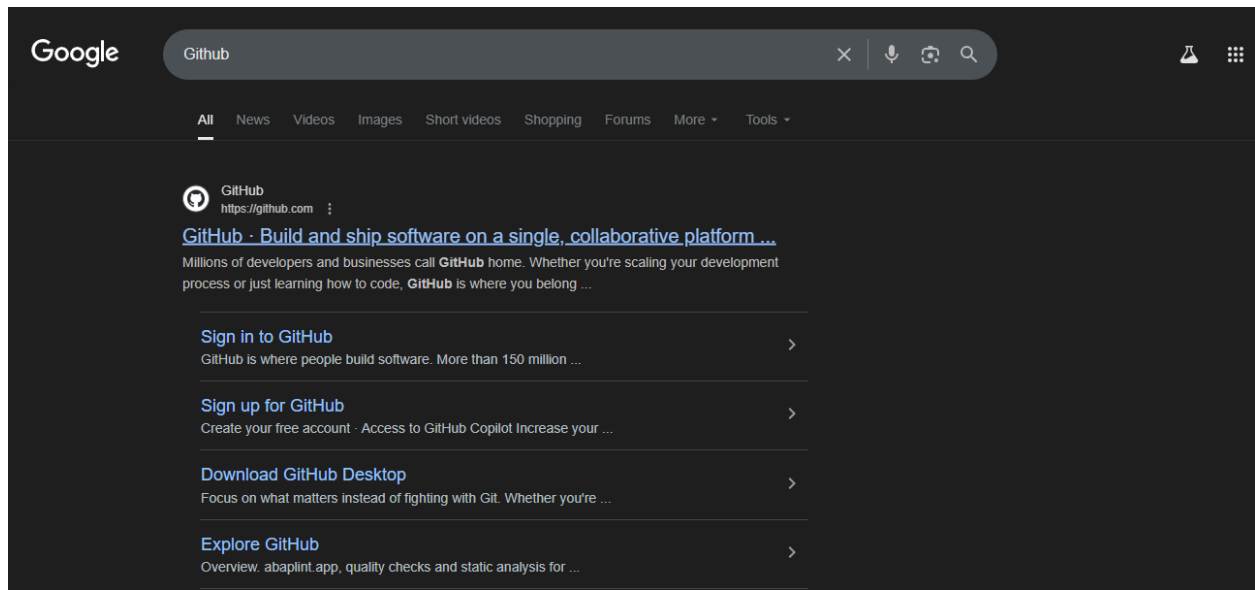 Google
Github
All News Videos Images Short videos Shopping Forums More Tools
GitHub
https://github.com
GitHub · Build and ship software on a single, collaborative platform ...
Millions of developers and businesses call GitHub home. Whether you're scaling your development
process or just learning how to code, GitHub is where you belong ...
Sign in to GitHub
GitHub is where people build software. More than 150 million ...
Sign up for GitHub
Create your free account · Access to GitHub Copilot Increase your ...
Download GitHub Desktop
Focus on what matters instead of fighting with Git. Whether you're ...
Explore GitHub
Overview. abaplint.app, quality checks and static analysis for ...